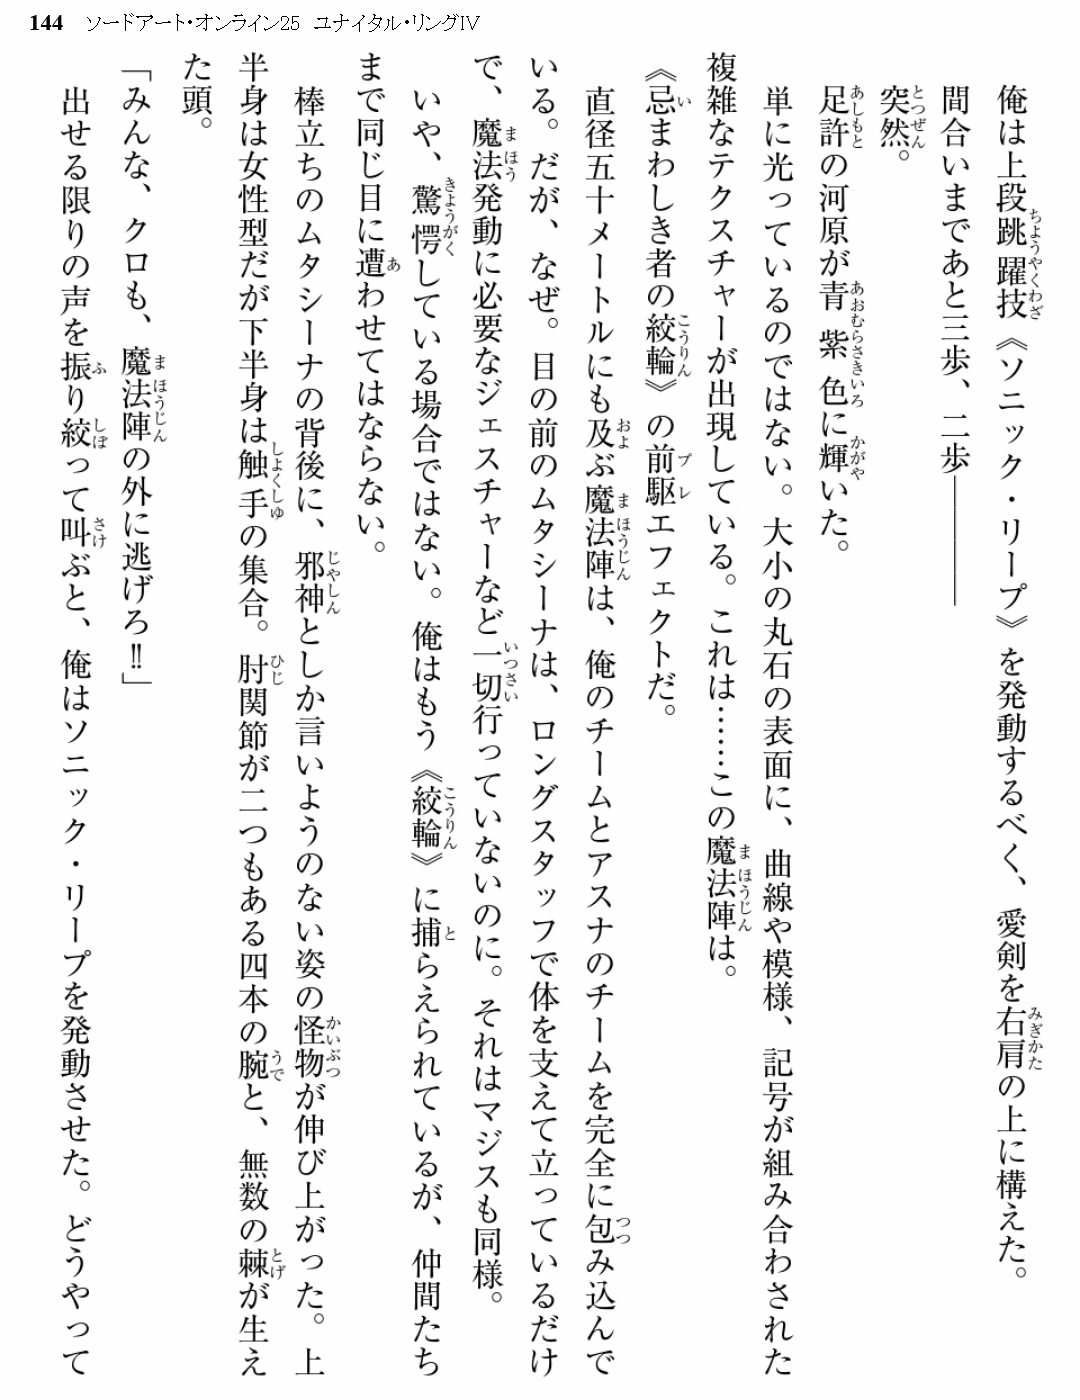 144　ソードアート・オンライン25　ユナイタル・リングⅣ
　俺は上段跳躍技《ソニック・リープ》を発動するべく、愛剣を右肩の上に構えた。
　間合いまであと三歩、二歩――――
　突然。
　足許の河原が青紫色に輝いた。
　単に光っているのではない。大小の丸石の表面に、曲線や模様、記号が組み合わされた
複雑なテクスチャーが出現している。これは……この魔法陣は。
　《忌まわしき者の絞輪》の前駆エフェクトだ。
　直径五十メートルにも及ぶ魔法陣は、俺のチームとアスナのチームを完全に包み込んで
いる。だが、なぜ。目の前のムタシーナは、ロングスタッフで体を支えて立っているだけ
で、魔法発動に必要なジェスチャーなど一切行っていないのに。それはマジスも同様。
　いや、驚愕している場合ではない。俺はもう《絞輪》に捕らえられているが、仲間たち
まで同じ目に遭わせてはならない。
　棒立ちのムタシーナの背後に、邪神としか言いようのない姿の怪物が伸び上がった。上
半身は女性型だが下半身は触手の集合。肘関節が二つもある四本の腕と、無数の棘が生え
た頭。
「みんな、クロも、魔法陣の外に逃げろ‼」
　出せる限りの声を振り絞って叫ぶと、俺はソニック・リープを発動させた。どうやって